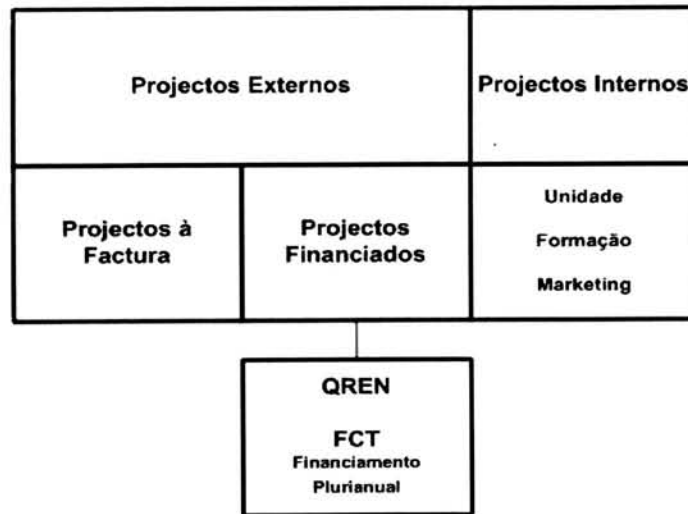 Projectos Externos
Projectos Internos
Projectos à
Factura
Projectos
Financiados
Unidade
Formação
Marketing
QREN
FCT
Financiamento
Plurianual